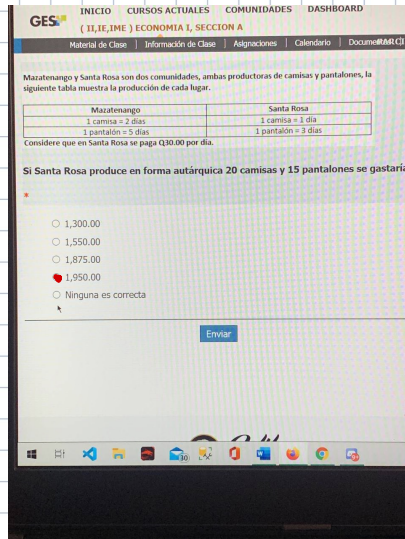 GES
INICIO CURSOS ACTUALES COMUNIDADES DASHBOARD
( II,IE,IME ) ECONOMIA I, SECCION A
Material de Clase | Información de Clase | Asignaciones | Calendario |
Mazatenango y Santa Rosa son dos comunidades, ambas productoras de camisas y pantalones, la
siguiente tabla muestra la producción de cada lugar.
Mazatenango Santa Rosa
1 camisa = 2 días 1 camisa = 1 día
1 pantalón = 5 días 1 pantalón = 3 días
Considere que en Santa Rosa se paga Q30.00 por día.
Si Santa Rosa produce en forma autárquica 20 camisas y 15 pantalones se gastaría
*
1,300.00
1,550.00
1,875.00
1,950.00
Ninguna es correcta
Enviar
30